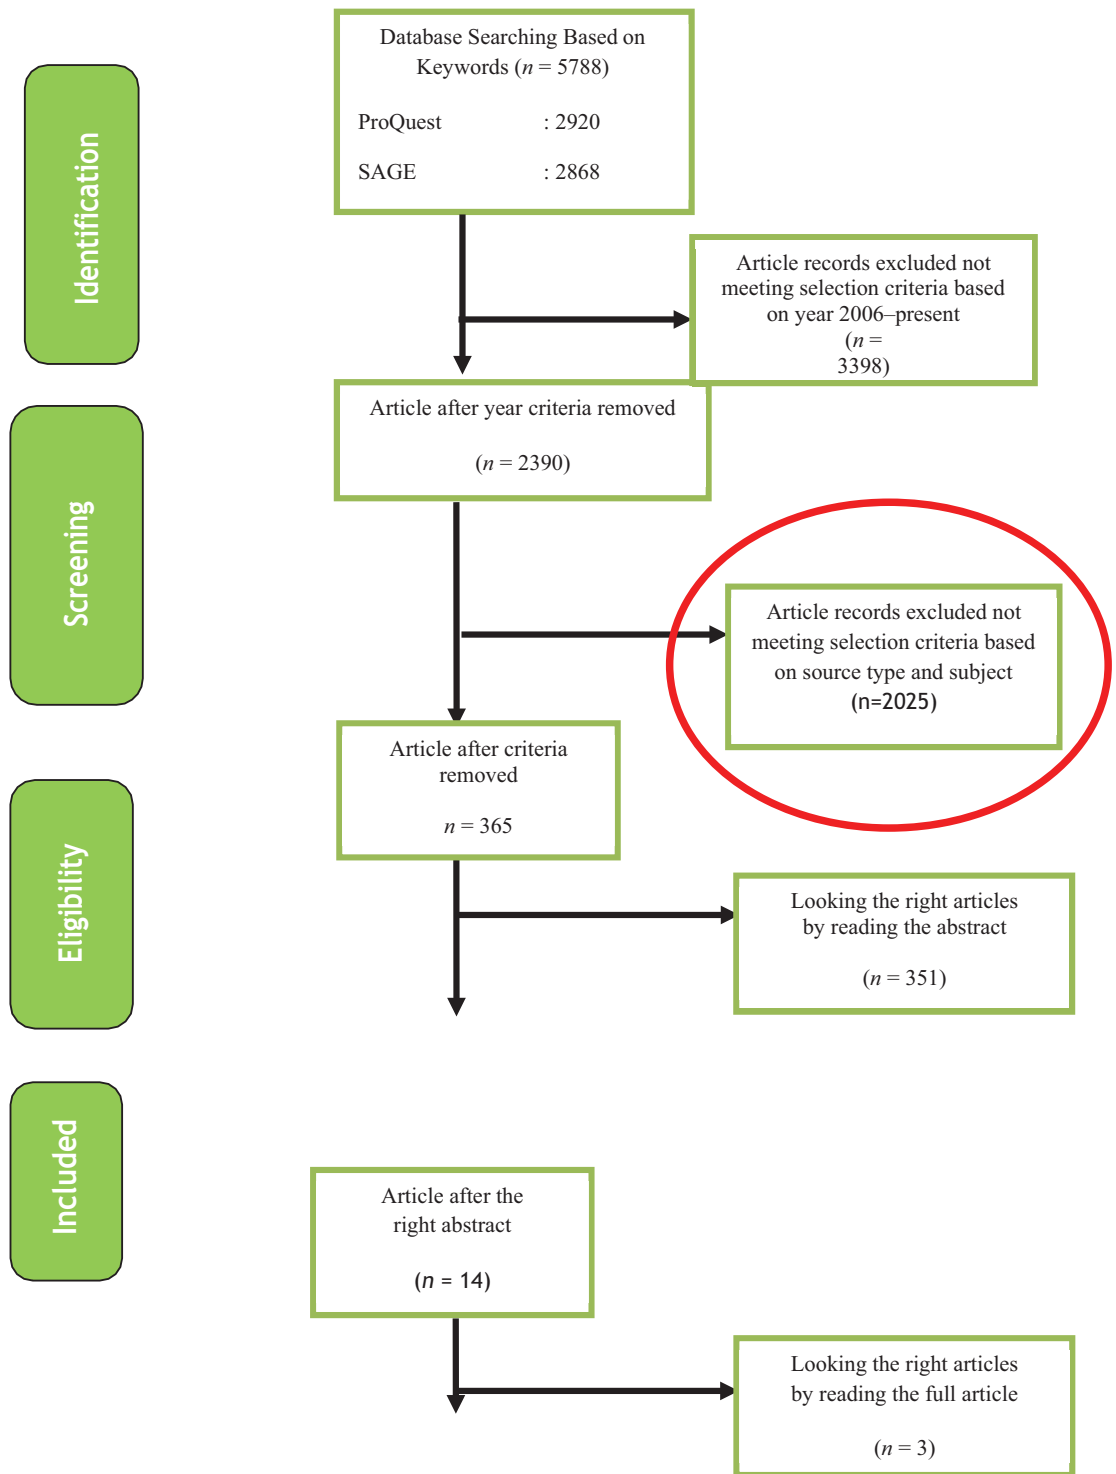 Database Searching Based on
Keywords (n = 5788)
ProQuest : 2920
SAGE : 2868
Identification
Article records excluded not
meeting selection criteria based
on year 2006–present
(n =
3398)
Article after year criteria removed
(n = 2390)
Screening
Article records excluded not
meeting selection criteria based
on source type and subject
(n=2025)
Article after criteria
removed
n = 365
Eligibility
Looking the right articles
by reading the abstract
(n = 351)
Included
Article after the
right abstract
(n = 14)
Looking the right articles
by reading the full article
(n = 3)